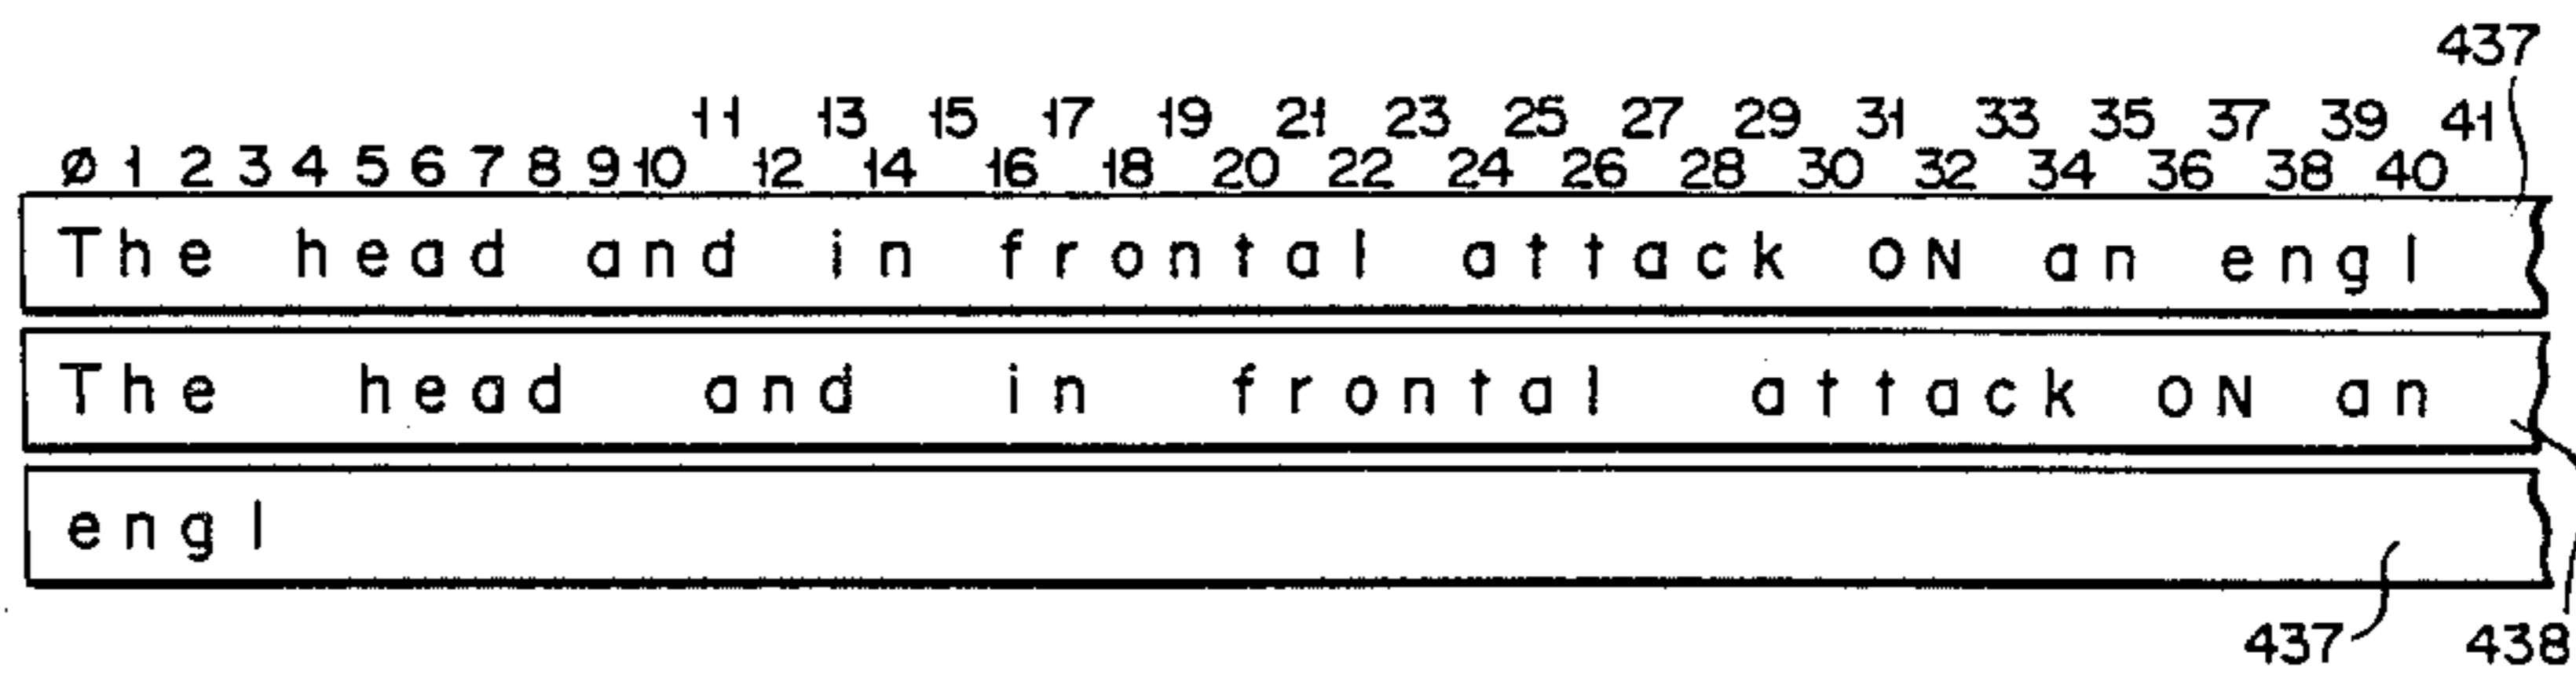 437
11 13 15 17 19 21 23 25 27 29 31 33 35 37 39 41
Ø 1 2 3 4 5 6 7 8 9 10 12 14 16 18 20 22 24 26 28 30 32 34 36 38 40
The head and in frontal attack ON an engl
The head and in frontal attack ON an
engl
437 438